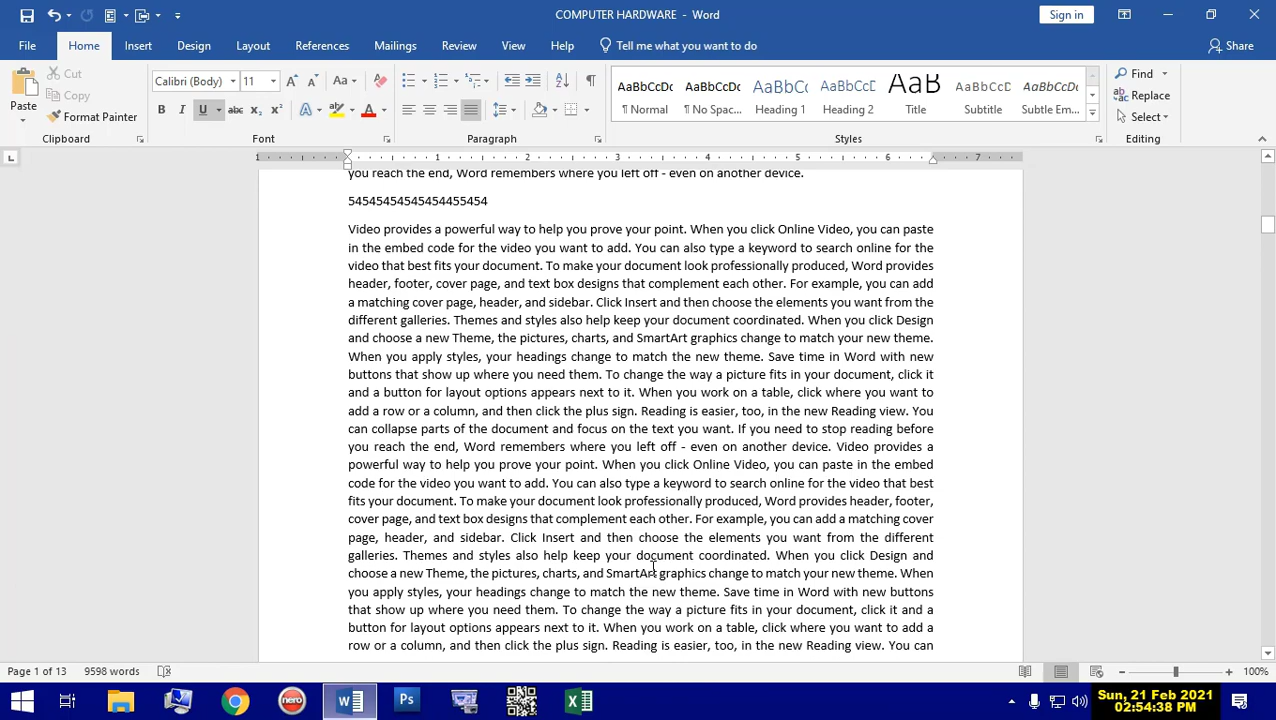 COMPUTER HARDWARE - Word
Sign in
File Home Insert Design Layout References Mailings Review View Help Tell me what you want to do Share
Paste
Cut
Copy
Format Painter
Clipboard
Calibri (Body) 11 Aa
B I U abc x₂ x² A A
Font
Paragraph
AaBbCcDc ¶ Normal
AaBbCcDc ¶ No Spac...
AaBbCc Heading 1
AaBbCcD Heading 2
AaB Title
AaBbCcD Subtitle
AaBbCcDc Subtle Em...
Styles
Find
Replace
Select
Editing
1 1 2 3 4 5 6 7
you reach the end, Word remembers where you left off - even on another device.
54545454545454455454
Video provides a powerful way to help you prove your point. When you click Online Video, you can paste
in the embed code for the video you want to add. You can also type a keyword to search online for the
video that best fits your document. To make your document look professionally produced, Word provides
header, footer, cover page, and text box designs that complement each other. For example, you can add
a matching cover page, header, and sidebar. Click Insert and then choose the elements you want from the
different galleries. Themes and styles also help keep your document coordinated. When you click Design
and choose a new Theme, the pictures, charts, and SmartArt graphics change to match your new theme.
When you apply styles, your headings change to match the new theme. Save time in Word with new
buttons that show up where you need them. To change the way a picture fits in your document, click it
and a button for layout options appears next to it. When you work on a table, click where you want to
add a row or a column, and then click the plus sign. Reading is easier, too, in the new Reading view. You
can collapse parts of the document and focus on the text you want. If you need to stop reading before
you reach the end, Word remembers where you left off - even on another device. Video provides a
powerful way to help you prove your point. When you click Online Video, you can paste in the embed
code for the video you want to add. You can also type a keyword to search online for the video that best
fits your document. To make your document look professionally produced, Word provides header, footer,
cover page, and text box designs that complement each other. For example, you can add a matching cover
page, header, and sidebar. Click Insert and then choose the elements you want from the different
galleries. Themes and styles also help keep your document coordinated. When you click Design and
choose a new Theme, the pictures, charts, and SmartArt graphics change to match your new theme. When
you apply styles, your headings change to match the new theme. Save time in Word with new buttons
that show up where you need them. To change the way a picture fits in your document, click it and a
button for layout options appears next to it. When you work on a table, click where you want to add a
row or a column, and then click the plus sign. Reading is easier, too, in the new Reading view. You can
Page 1 of 13 9598 words 100%
nero Ps
Sun, 21 Feb 2021
02:54:38 PM